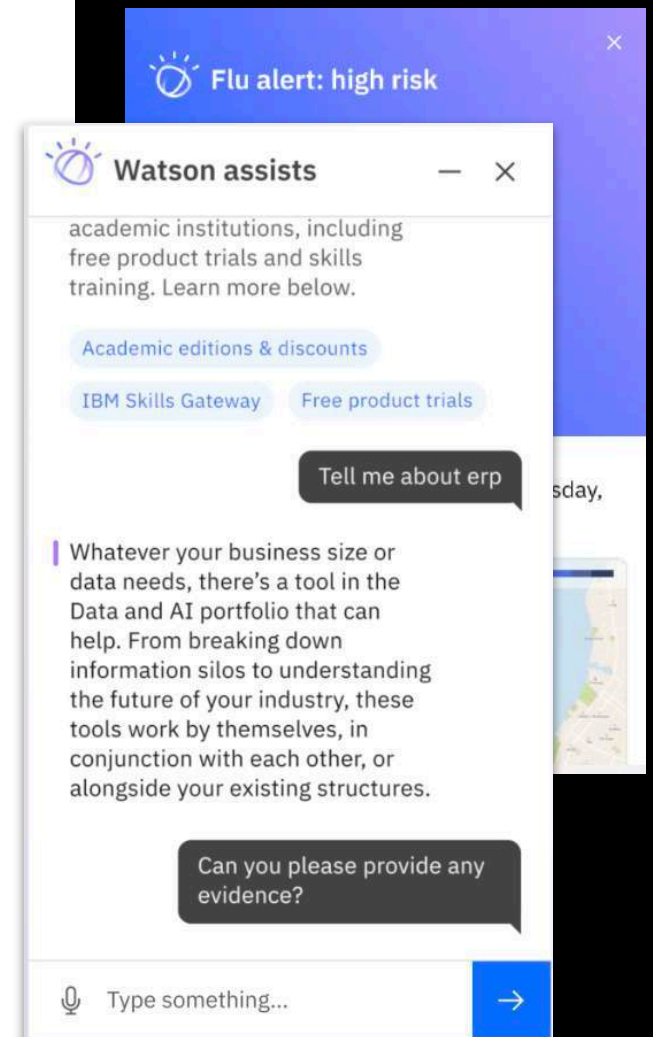 Flu alert: high risk
Watson assists
academic institutions, including
free product trials and skills
training. Learn more below.
Academic editions & discounts
IBM Skills Gateway Free product trials
Tell me about erp
sday,
Whatever your business size or
data needs, there’s a tool in the
Data and AI portfolio that can
help. From breaking down
information silos to understanding
the future of your industry, these
tools work by themselves, in
conjunction with each other, or
alongside your existing structures.
Can you please provide any
evidence?
Type something...